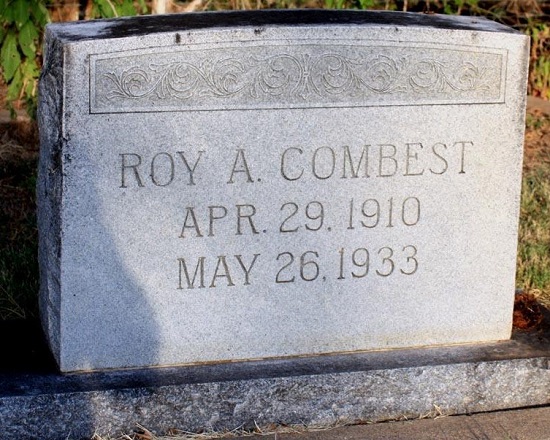 ROY A. COMBEST
APR. 29, 1910
MAY 26, 1933